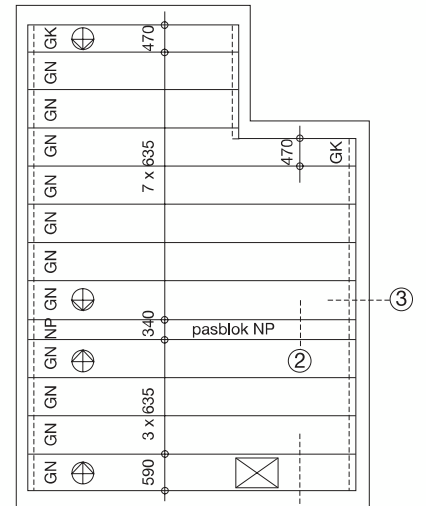 GK
470
GN
GN
GN
470
GK
7 x 635
GN
GN
GN
GN
3
NP
340
pasblok NP
GN
2
GN
3 x 635
GN
GN
590